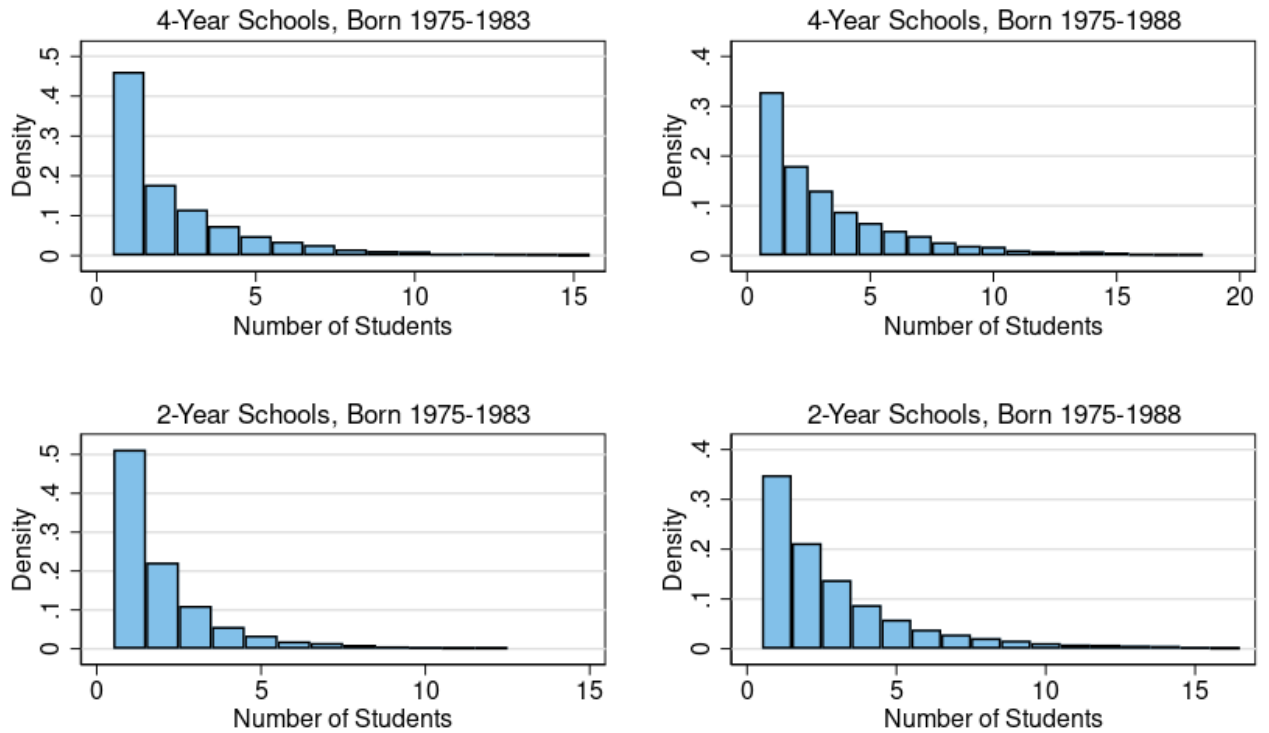 4-Year Schools, Born 1975-1983
Density
.5
.4
.3
.2
.1
0
0 5 10 15
Number of Students
4-Year Schools, Born 1975-1988
Density
.4
.3
.2
.1
0
0 5 10 15 20
Number of Students
2-Year Schools, Born 1975-1983
Density
.5
.4
.3
.2
.1
0
0 5 10 15
Number of Students
2-Year Schools, Born 1975-1988
Density
.4
.3
.2
.1
0
0 5 10 15
Number of Students